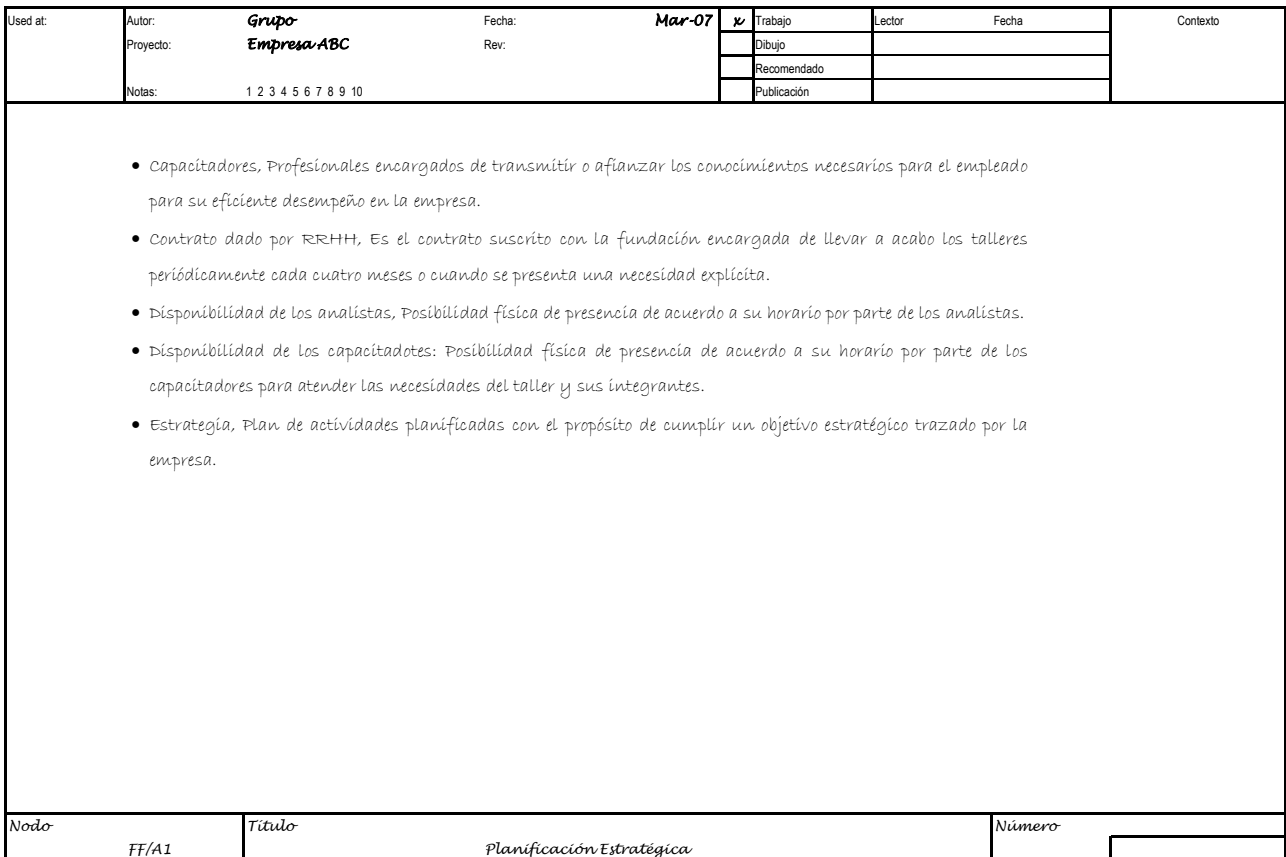 Used at: Autor: Grupo Fecha: Mar-07 x Trabajo Lector Fecha Contexto
Proyecto: Empresa ABC Rev: Dibujo
Recomendado
Notas: 1 2 3 4 5 6 7 8 9 10 Publicación
• Capacitadores, Profesionales encargados de transmitir o afianzar los conocimientos necesarios para el empleado
para su eficiente desempeño en la empresa.
• Contrato dado por RRHH, Es el contrato suscrito con la fundación encargada de llevar a acabo los talleres
periódicamente cada cuatro meses o cuando se presenta una necesidad explícita.
• Disponibilidad de los analistas, Posibilidad física de presencia de acuerdo a su horario por parte de los analistas.
• Disponibilidad de los capacitadotes: Posibilidad física de presencia de acuerdo a su horario por parte de los
capacitadores para atender las necesidades del taller y sus integrantes.
• Estrategia, Plan de actividades planificadas con el propósito de cumplir un objetivo estratégico trazado por la
empresa.
Nodo Título Número
FF/A1 Planificación Estratégica